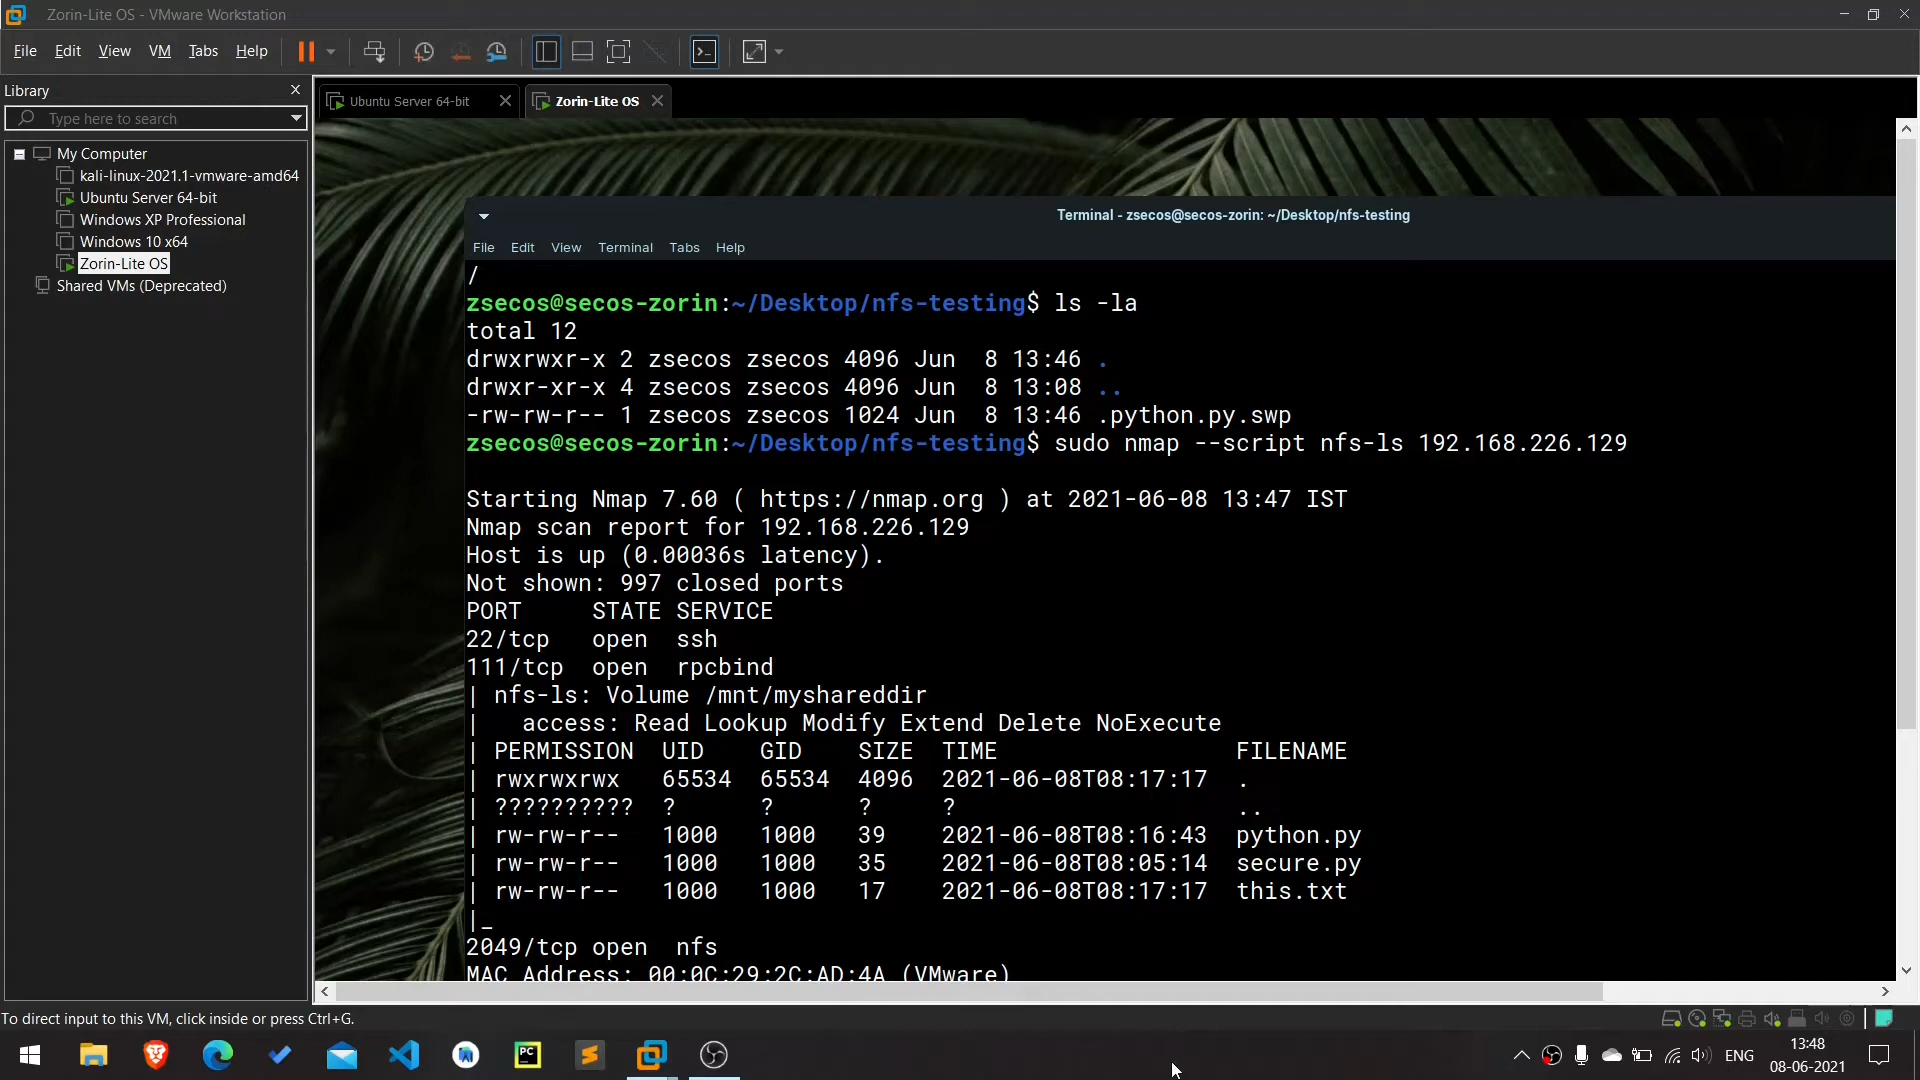 Zorin-Lite OS - VMware Workstation
File Edit View VM Tabs Help
Library
Type here to search
My Computer
kali-linux-2021.1-vmware-amd64
Ubuntu Server 64-bit
Windows XP Professional
Windows 10 x64
Zorin-Lite OS
Shared VMs (Deprecated)
Ubuntu Server 64-bit
Zorin-Lite OS
Terminal - zsecos@secos-zorin: ~/Desktop/nfs-testing
File Edit View Terminal Tabs Help
/
zsecos@secos-zorin:~/Desktop/nfs-testing$ ls -la
total 12
drwxrwxr-x 2 zsecos zsecos 4096 Jun  8 13:46 .
drwxr-xr-x 4 zsecos zsecos 4096 Jun  8 13:08 ..
-rw-rw-r-- 1 zsecos zsecos 1024 Jun  8 13:46 .python.py.swp
zsecos@secos-zorin:~/Desktop/nfs-testing$ sudo nmap --script nfs-ls 192.168.226.129
Starting Nmap 7.60 ( https://nmap.org ) at 2021-06-08 13:47 IST
Nmap scan report for 192.168.226.129
Host is up (0.00036s latency).
Not shown: 997 closed ports
PORT     STATE SERVICE
22/tcp   open  ssh
111/tcp  open  rpcbind
| nfs-ls: Volume /mnt/myshareddir
|   access: Read Lookup Modify Extend Delete NoExecute
| PERMISSION  UID    GID    SIZE  TIME                 FILENAME
| rwxrwxrwx   65534  65534  4096  2021-06-08T08:17:17  .
| ??????????  ?      ?      ?     ?                    ..
| rw-rw-r--   1000   1000   39    2021-06-08T08:16:43  python.py
| rw-rw-r--   1000   1000   35    2021-06-08T08:05:14  secure.py
| rw-rw-r--   1000   1000   17    2021-06-08T08:17:17  this.txt
|_
2049/tcp open  nfs
MAC Address: 00:0C:29:2C:AD:4A (VMware)
To direct input to this VM, click inside or press Ctrl+G.
PC
ENG
13:48
08-06-2021